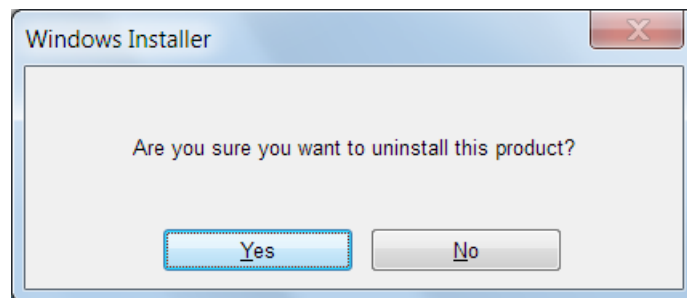 Windows Installer
Are you sure you want to uninstall this product?
Yes
No